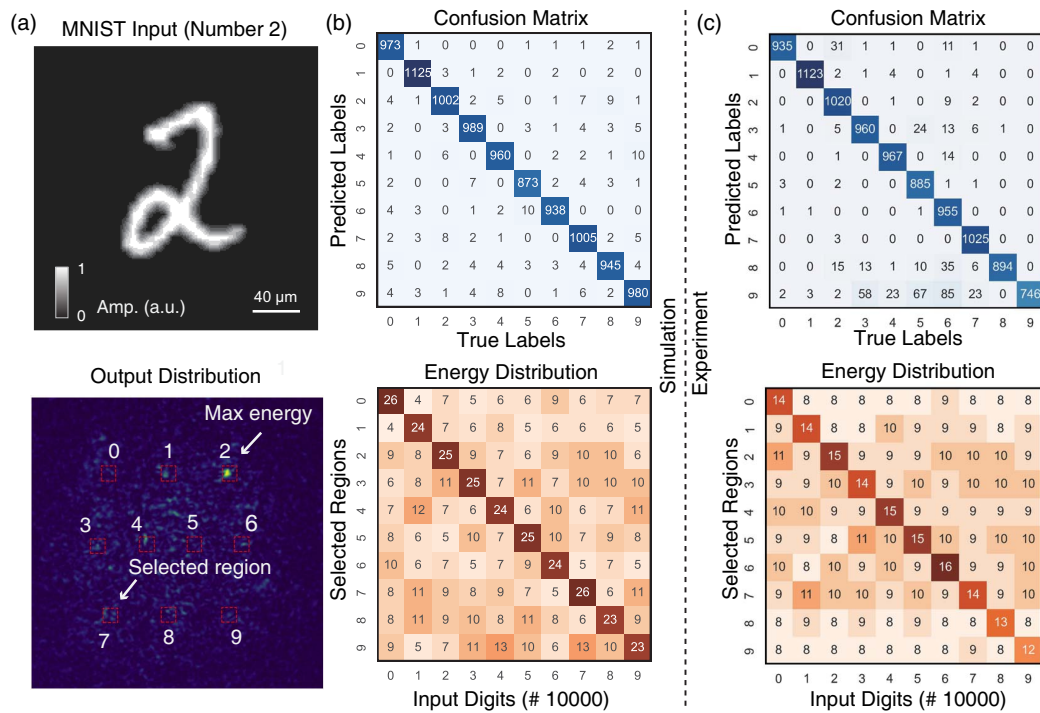 (a)
MNIST Input (Number 2)
1
0
Amp. (a.u.)
40 µm
Output Distribution
1
Max energy
0 1 2
3 4 5 6
Selected region
7 8 9
(b)
Confusion Matrix
Predicted Labels
0 973 1 0 0 0 1 1 1 2 1
1 0 1125 3 1 2 0 2 0 0 2
2 4 1 1002 2 5 0 1 7 9 1
3 2 0 3 989 0 3 1 4 3 5
4 1 0 6 0 960 0 2 2 1 10
5 2 0 0 7 0 873 2 4 3 1
6 4 3 0 1 2 10 938 0 0 0
7 2 3 8 2 1 0 0 1005 2 5
8 5 0 2 4 4 3 3 4 945 4
9 4 3 1 4 8 0 1 6 2 980
0 1 2 3 4 5 6 7 8 9
True Labels
Energy Distribution
Selected Regions
0 26 4 7 5 6 6 9 6 7 7
1 4 24 6 8 5 6 6 6 6 5
2 9 8 25 9 7 6 9 10 10 6
3 6 8 11 25 7 11 7 10 10 10
4 7 12 7 6 24 6 10 7 9 11
5 8 6 5 10 7 25 10 7 9 8
6 10 6 7 5 7 9 24 5 7 5
7 8 11 9 8 9 7 5 26 6 11
8 8 11 9 10 8 9 8 6 23 9
9 9 5 7 11 13 10 6 13 10 23
0 1 2 3 4 5 6 7 8 9
Input Digits (# 10000)
Simulation
Experiment
(c)
Confusion Matrix
Predicted Labels
0 935 0 31 1 1 0 11 1 0 0
1 0 1123 2 1 4 0 1 4 0 0
2 0 0 1020 0 1 0 9 2 0 0
3 1 0 5 960 0 24 13 6 1 0
4 0 0 1 0 967 0 14 0 0 0
5 3 0 2 0 0 885 1 1 0 0
6 1 1 0 0 0 1 955 0 0 0
7 0 0 0 0 0 0 0 1025 0 0
8 0 0 15 13 1 10 35 6 894 0
9 2 3 2 58 23 67 85 23 0 746
0 1 2 3 4 5 6 7 8 9
True Labels
Energy Distribution
Selected Regions
0 14 8 8 8 8 8 9 8 8 8
1 9 14 8 8 10 9 9 8 9 8
2 11 9 15 9 9 9 10 10 10 9
3 9 9 10 14 9 10 9 9 9 9
4 10 10 9 9 15 9 9 9 9 9
5 9 9 8 11 10 15 10 9 10 10
6 9 8 9 8 9 9 16 9 9 10
7 9 11 10 10 9 9 9 14 9 10
8 8 9 8 9 8 9 8 8 13 8
9 8 8 8 8 9 8 8 9 8 12
0 1 2 3 4 5 6 7 8 9
Input Digits (# 10000)